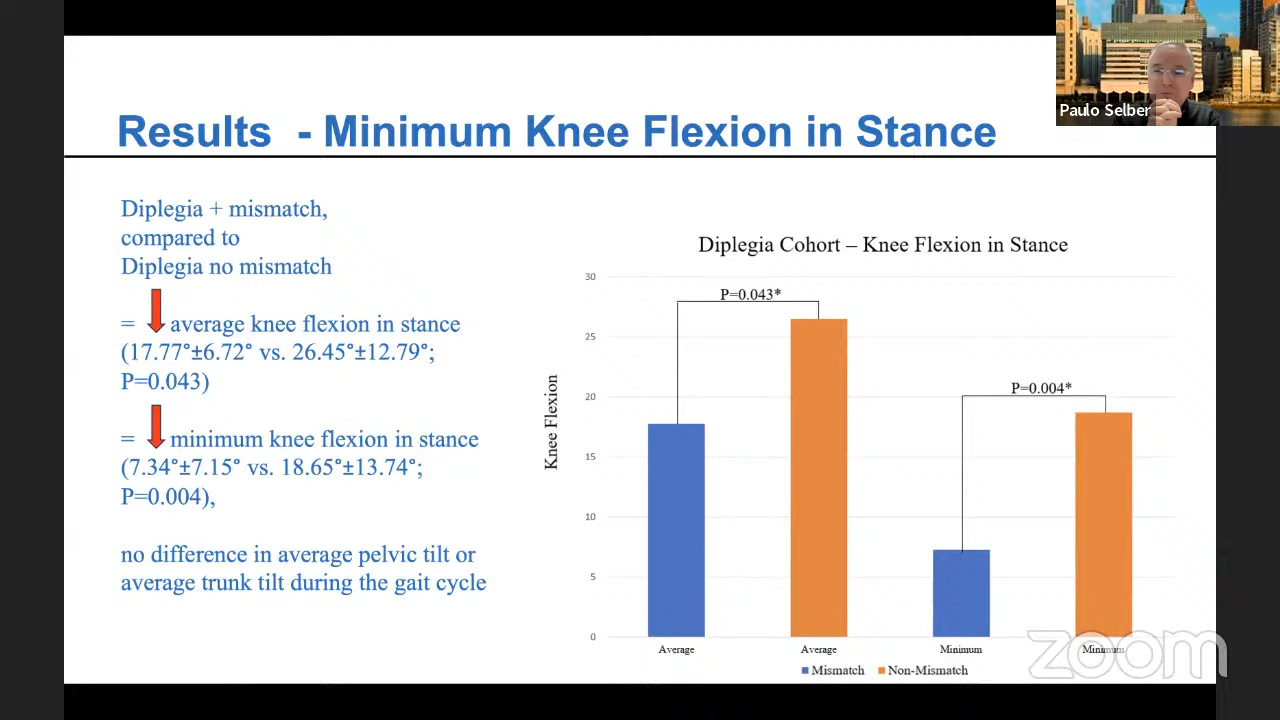 Paulo Selber
Results - Minimum Knee Flexion in Stance
Diplegia + mismatch,
compared to
Diplegia no mismatch
= average knee flexion in stance
(17.77°±6.72° vs. 26.45°±12.79°;
P=0.043)
= minimum knee flexion in stance
(7.34°±7.15° vs. 18.65°±13.74°;
P=0.004),
no difference in average pelvic tilt or
average trunk tilt during the gait cycle
Diplegia Cohort – Knee Flexion in Stance
Knee Flexion
30
25
20
15
10
5
0
P=0.043*
P=0.004*
Average
Average
Minimum
Minimum
Mismatch
Non-Mismatch
zoom